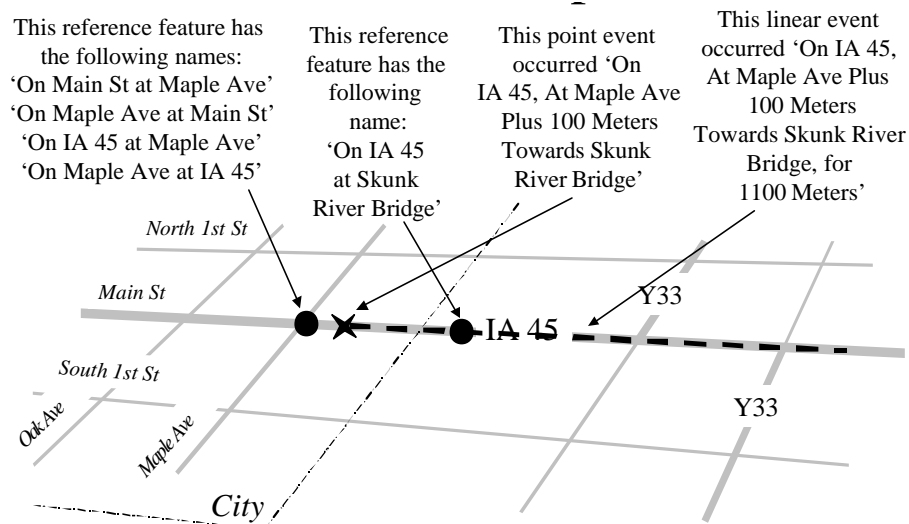 This reference feature has
the following names:
‘On Main St at Maple Ave’
‘On Maple Ave at Main St’
‘On IA 45 at Maple Ave’
‘On Maple Ave at IA 45’
This reference
feature has the
following
name:
‘On IA 45
at Skunk
River Bridge’
This point event
occurred ‘On
IA 45, At Maple Ave
Plus 100 Meters
Towards Skunk
River Bridge’
This linear event
occurred ‘On IA 45,
At Maple Ave Plus
100 Meters
Towards Skunk River
Bridge, for
1100 Meters’
North 1st St
Main St
Y33
IA 45
South 1st St
Y33
Oak Ave
Maple Ave
City